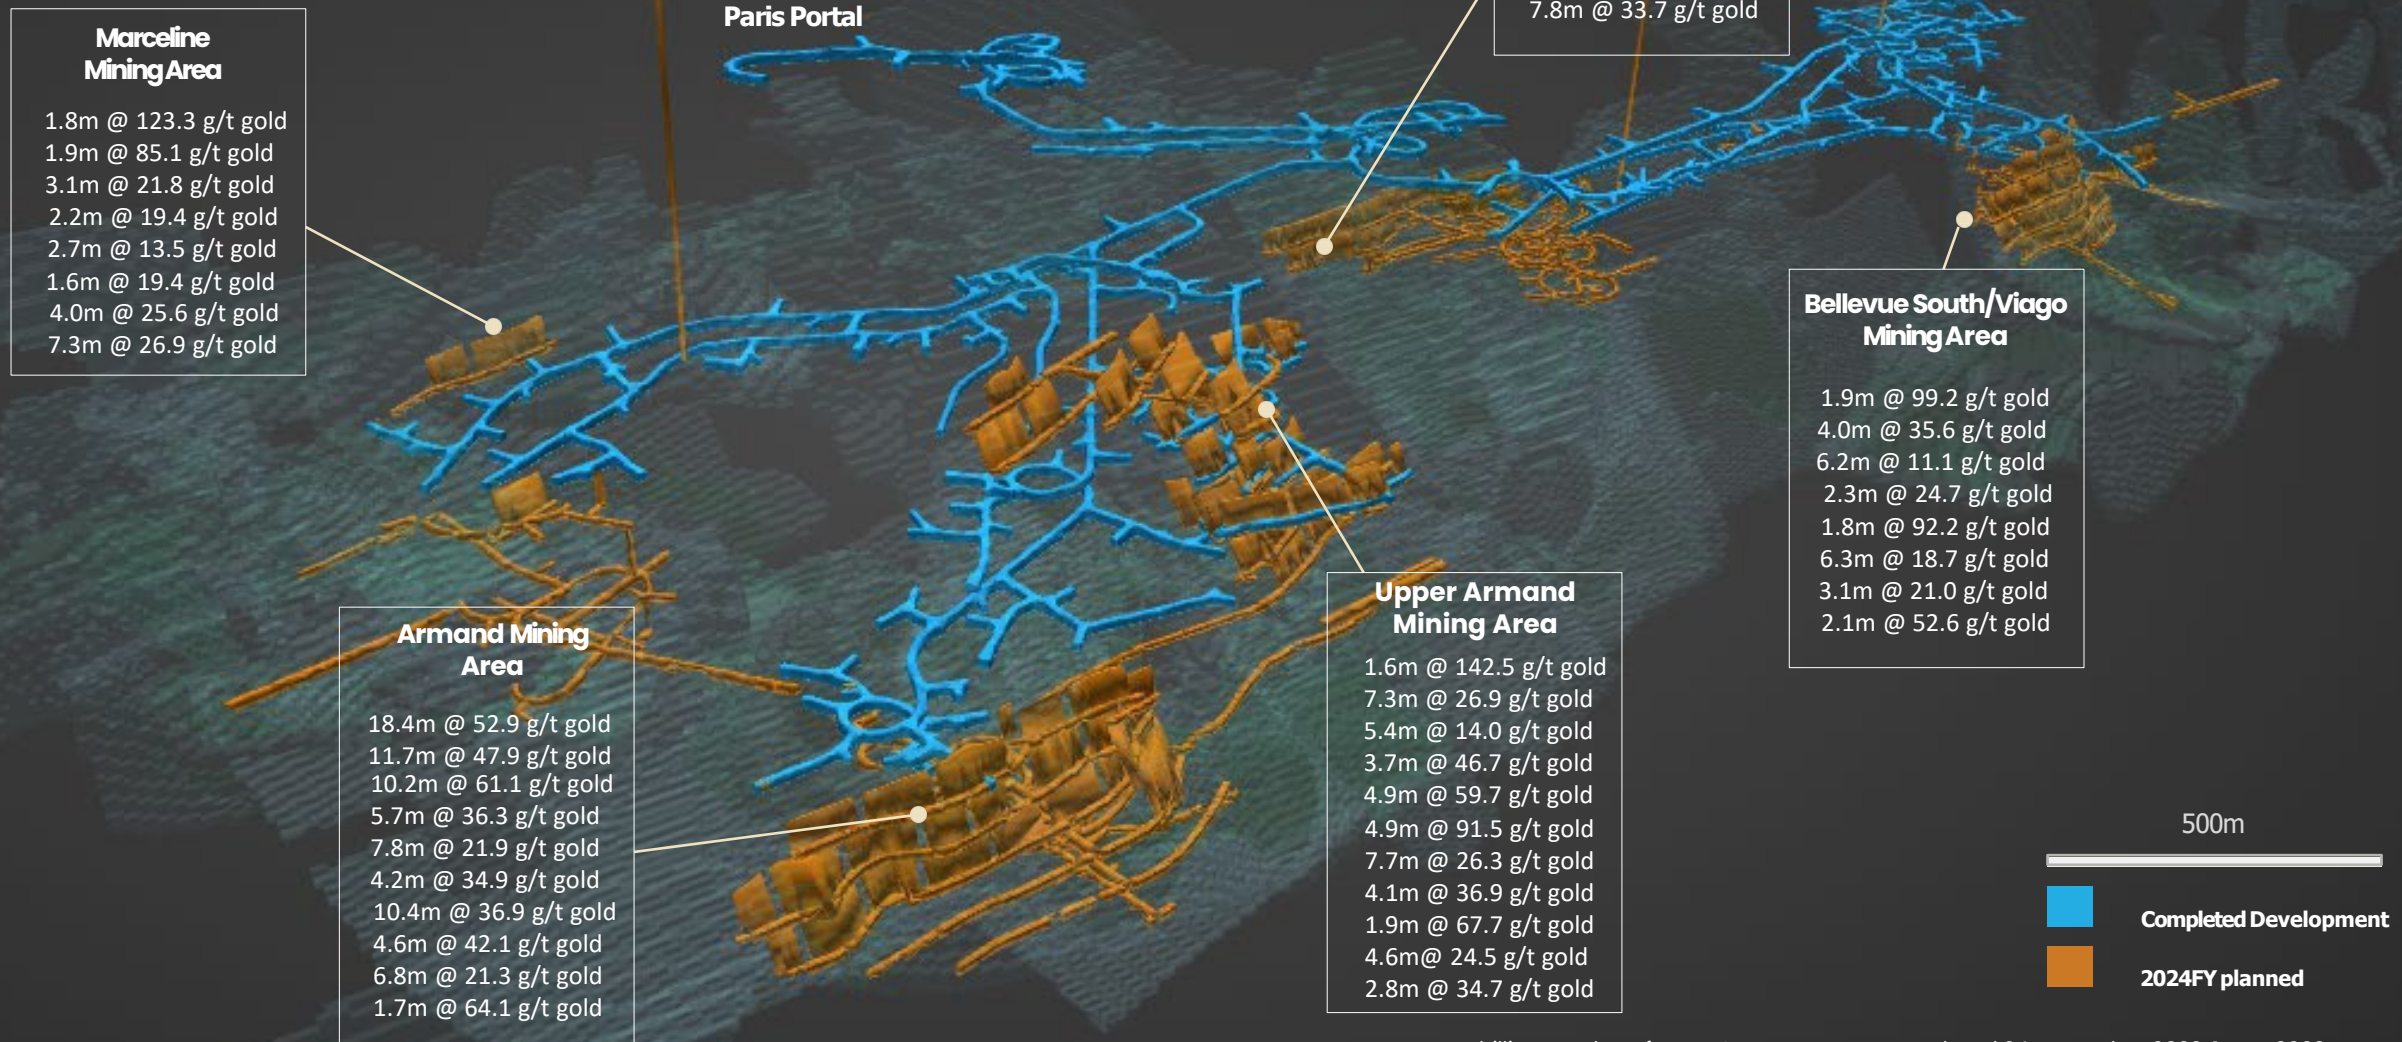 Paris Portal
7.8m @ 33.7 g/t gold
Marceline
Mining Area
1.8m @ 123.3 g/t gold
1.9m @ 85.1 g/t gold
3.1m @ 21.8 g/t gold
2.2m @ 19.4 g/t gold
2.7m @ 13.5 g/t gold
1.6m @ 19.4 g/t gold
4.0m @ 25.6 g/t gold
7.3m @ 26.9 g/t gold
Bellevue South/Viago
Mining Area
1.9m @ 99.2 g/t gold
4.0m @ 35.6 g/t gold
6.2m @ 11.1 g/t gold
2.3m @ 24.7 g/t gold
1.8m @ 92.2 g/t gold
6.3m @ 18.7 g/t gold
3.1m @ 21.0 g/t gold
2.1m @ 52.6 g/t gold
Armand Mining
Area
18.4m @ 52.9 g/t gold
11.7m @ 47.9 g/t gold
10.2m @ 61.1 g/t gold
5.7m @ 36.3 g/t gold
7.8m @ 21.9 g/t gold
4.2m @ 34.9 g/t gold
10.4m @ 36.9 g/t gold
4.6m @ 42.1 g/t gold
6.8m @ 21.3 g/t gold
1.7m @ 64.1 g/t gold
Upper Armand
Mining Area
1.6m @ 142.5 g/t gold
7.3m @ 26.9 g/t gold
5.4m @ 14.0 g/t gold
3.7m @ 46.7 g/t gold
4.9m @ 59.7 g/t gold
4.9m @ 91.5 g/t gold
7.7m @ 26.3 g/t gold
4.1m @ 36.9 g/t gold
1.9m @ 67.7 g/t gold
4.6m@ 24.5 g/t gold
2.8m @ 34.7 g/t gold
500m
Completed Development
2024FY planned